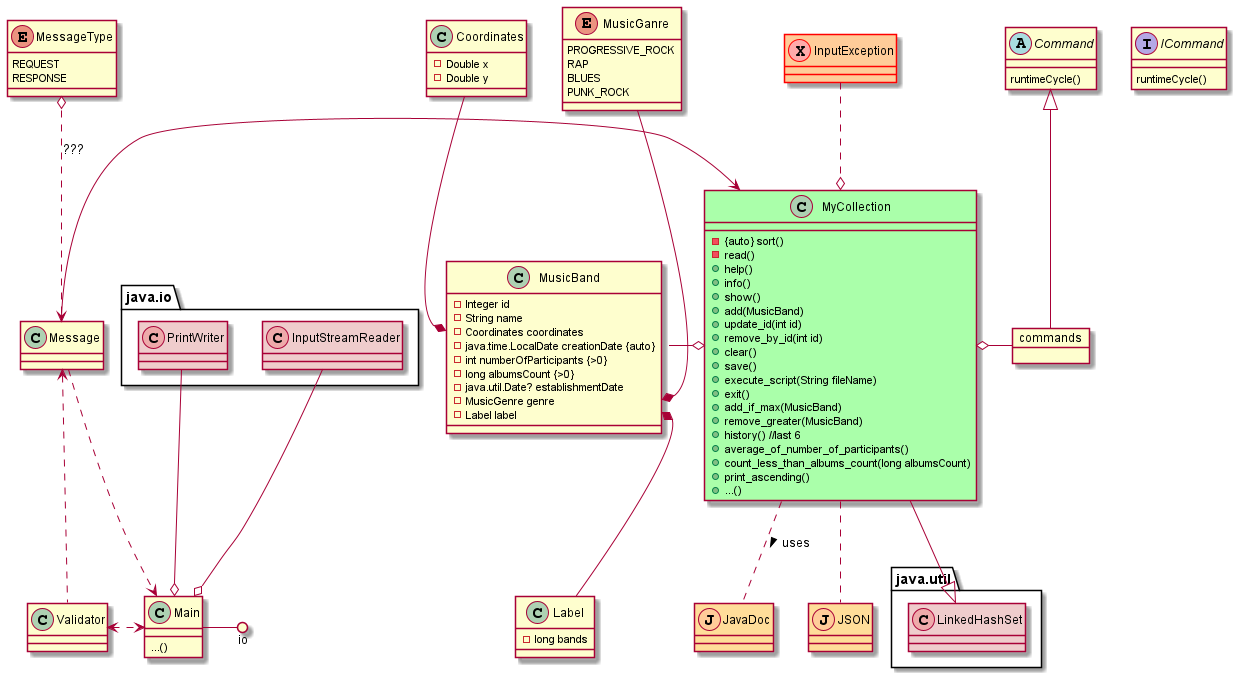 E MessageType
REQUEST
RESPONSE
C Coordinates
Double x
Double y
E MusicGanre
PROGRESSIVE_ROCK
RAP
BLUES
PUNK_ROCK
X InputException
A Command
runtimeCycle()
I ICommand
runtimeCycle()
???
C MyCollection
{auto} sort()
read()
help()
info()
show()
add(MusicBand)
update_id(int id)
remove_by_id(int id)
clear()
save()
execute_script(String fileName)
exit()
add_if_max(MusicBand)
remove_greater(MusicBand)
history() //last 6
average_of_number_of_participants()
count_less_than_albums_count(long albumsCount)
print_ascending()
...()
C MusicBand
Integer id
String name
Coordinates coordinates
java.time.LocalDate creationDate {auto}
int numberOfParticipants {>0}
long albumsCount {>0}
java.util.Date? establishmentDate
MusicGenre genre
Label label
java.io
C PrintWriter
C InputStreamReader
C Message
commands
uses
java.util
C LinkedHashSet
C Validator
C Main
...()
io
C Label
long bands
J JavaDoc
J JSON